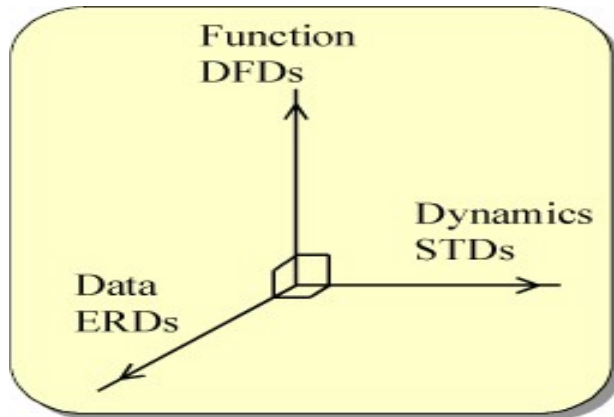 Function
DFDs
Dynamics
STDs
Data
ERDs